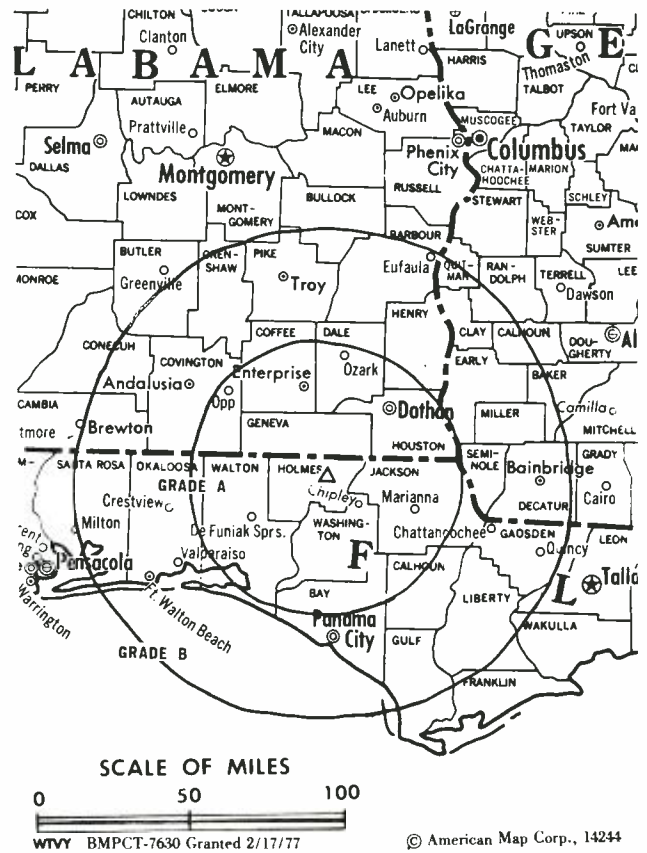 CHILTON
TALLAPOOSA
Clanton
Alexander
City
LaGrange
Lanett
HARRIS
UPSON
Thomaston
TALBOT
L A B A M A
G E
PERRY
ELMORE
LEE
Opelika
Auburn
AUTAUGA
Prattville
MUSCOGEE
Fort Va
TAYLOR
MACON
Selma
DALLAS
Montgomery
Phenix
City
Columbus
CHATTA-
HOOCHEE
MARION
RUSSELL
LOWNDES
BULLOCK
STEWART
SCHLEY
COX
MONT-
GOMERY
WEB-
STER
SUMTER
BARBOUR
BUTLER
CREN-
SHAW
PIKE
Eufaula
QUIT-
MAN
RAN-
DOLPH
TERRELL
LEE
MONROE
Greenville
Troy
Dawson
HENRY
COFFEE
DALE
CLAY
CALHOUN
DOU-
GHERTY
CONECUH
COVINGTON
Enterprise
Ozark
EARLY
BAKER
Andalusia
Opp
Dothan
MILLER
Camilla
MITCHELL
CAMBIA
tmore
Brewton
GENEVA
HOUSTON
SEMI-
NOLE
GRADY
SANTA ROSA
OKALOOSA
WALTON
HOLMES
JACKSON
Bainbridge
GRADE A
Chipley
Marianna
DECATUR
Cairo
Crestview
Milton
De Funiak Sprs.
WASHING-
TON
Chattahoochee
GADSDEN
Quincy
LEON
Pensacola
Valparaiso
F
CALHOUN
L
Talla
Warrington
Ft. Walton Beach
BAY
LIBERTY
Panama
City
WAKULLA
GULF
GRADE B
FRANKLIN
SCALE OF MILES
0 50 100
WTVY BMPCT-7630 Granted 2/17/77
© American Map Corp., 14244